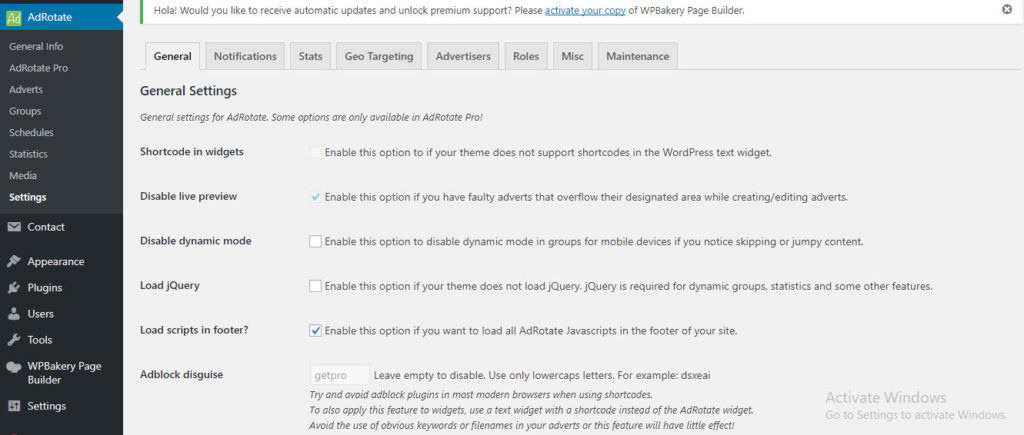 Ad AdRotate
General Info
AdRotate Pro
Adverts
Groups
Schedules
Statistics
Media
Settings
Contact
Appearance
Plugins
Users
Tools
WPBakery Page
Builder
Settings
Hola! Would you like to receive automatic updates and unlock premium support? Please activate your copy of WPBakery Page Builder.
General Notifications Stats Geo Targeting Advertisers Roles Misc Maintenance
General Settings
General settings for AdRotate. Some options are only available in AdRotate Pro!
Shortcode in widgets Enable this option to if your theme does not support shortcodes in the WordPress text widget.
Disable live preview Enable this option if you have faulty adverts that overflow their designated area while creating/editing adverts.
Disable dynamic mode Enable this option to disable dynamic mode in groups for mobile devices if you notice skipping or jumpy content.
Load jQuery Enable this option if your theme does not load jQuery. jQuery is required for dynamic groups, statistics and some other features.
Load scripts in footer? Enable this option if you want to load all AdRotate Javascripts in the footer of your site.
Adblock disguise getpro Leave empty to disable. Use only lowercaps letters. For example: dsxeai
Try and avoid adblock plugins in most modern browsers when using shortcodes.
To also apply this feature to widgets, use a text widget with a shortcode instead of the AdRotate widget.
Avoid the use of obvious keywords or filenames in your adverts or this feature will have little effect!
Activate Windows
Go to Settings to activate Windows.